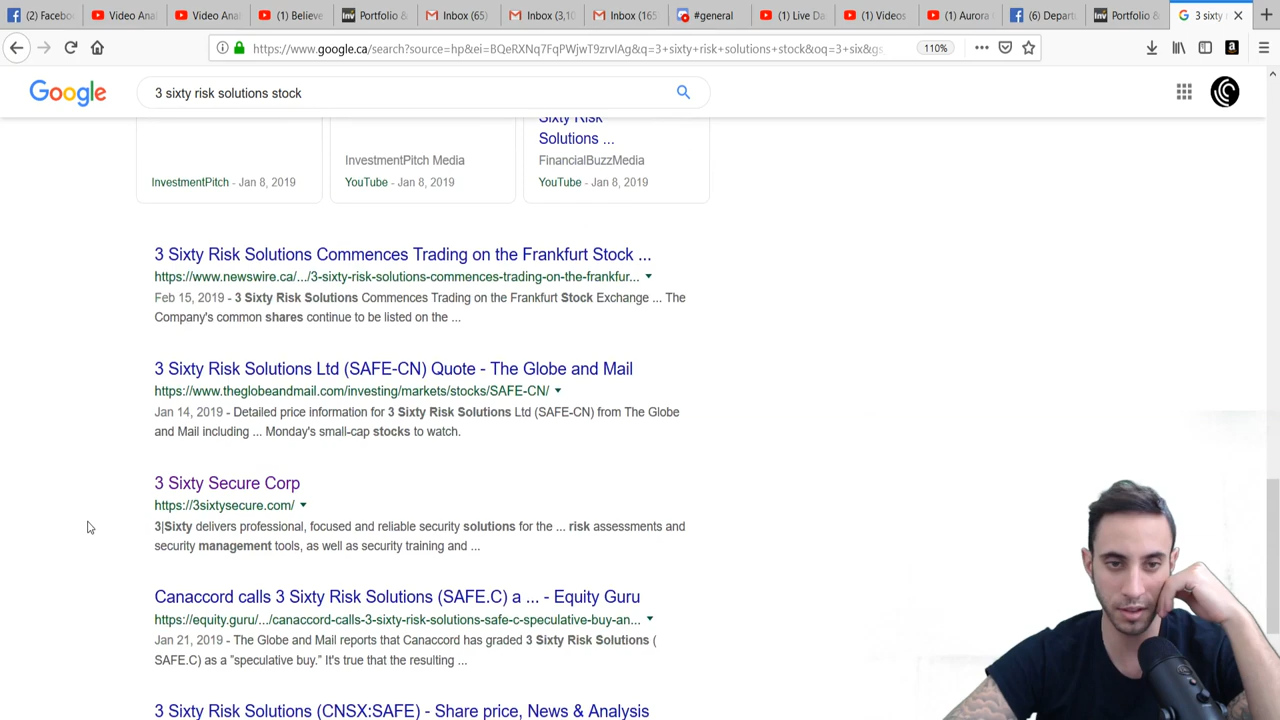 (2) Facebo
Video Ana
Video Ana
(1) Believe
Portfolio &
Inbox (65)
Inbox (3,10
Inbox (165
#general
(1) Live Da
(1) Videos
(1) Aurora
(6) Depart
Portfolio &
3 sixty r
https://www.google.ca/search?source=hp&ei=BQeRXNq7FqPWjwT9zrvIAg&q=3+sixty+risk+solutions+stock&oq=3+six&gs_
110%
Google
3 sixty risk solutions stock
Sixty Risk
Solutions ...
InvestmentPitch Media
FinancialBuzzMedia
InvestmentPitch - Jan 8, 2019
YouTube - Jan 8, 2019
YouTube - Jan 8, 2019
3 Sixty Risk Solutions Commences Trading on the Frankfurt Stock ...
https://www.newswire.ca/.../3-sixty-risk-solutions-commences-trading-on-the-frankfur...
Feb 15, 2019 - 3 Sixty Risk Solutions Commences Trading on the Frankfurt Stock Exchange ... The
Company's common shares continue to be listed on the ...
3 Sixty Risk Solutions Ltd (SAFE-CN) Quote - The Globe and Mail
https://www.theglobeandmail.com/investing/markets/stocks/SAFE-CN/
Jan 14, 2019 - Detailed price information for 3 Sixty Risk Solutions Ltd (SAFE-CN) from The Globe
and Mail including ... Monday's small-cap stocks to watch.
3 Sixty Secure Corp
https://3sixtysecure.com/
3|Sixty delivers professional, focused and reliable security solutions for the ... risk assessments and
security management tools, as well as security training and ...
Canaccord calls 3 Sixty Risk Solutions (SAFE.C) a ... - Equity Guru
https://equity.guru/.../canaccord-calls-3-sixty-risk-solutions-safe-c-speculative-buy-an...
Jan 21, 2019 - The Globe and Mail reports that Canaccord has graded 3 Sixty Risk Solutions (
SAFE.C) as a "speculative buy." It's true that the resulting ...
3 Sixty Risk Solutions (CNSX:SAFE) - Share price, News & Analysis